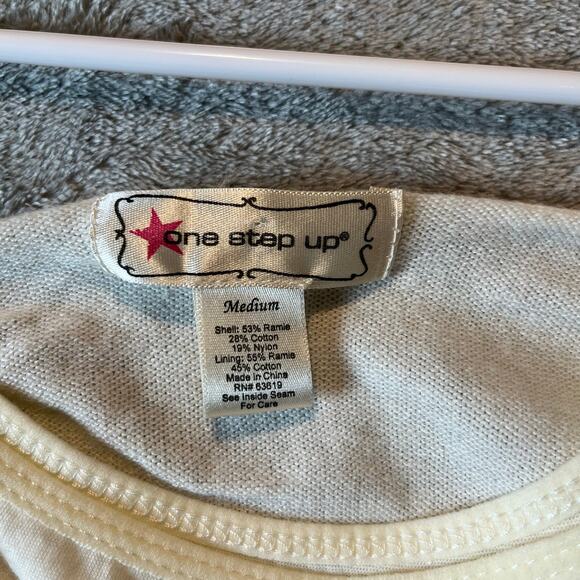 one step up®
Medium
Shell: 53% Ramie
28% Cotton
19% Nylon
Lining: 55% Ramie
45% Cotton
Made in China
RN# 63619
See Inside Seam
For Care